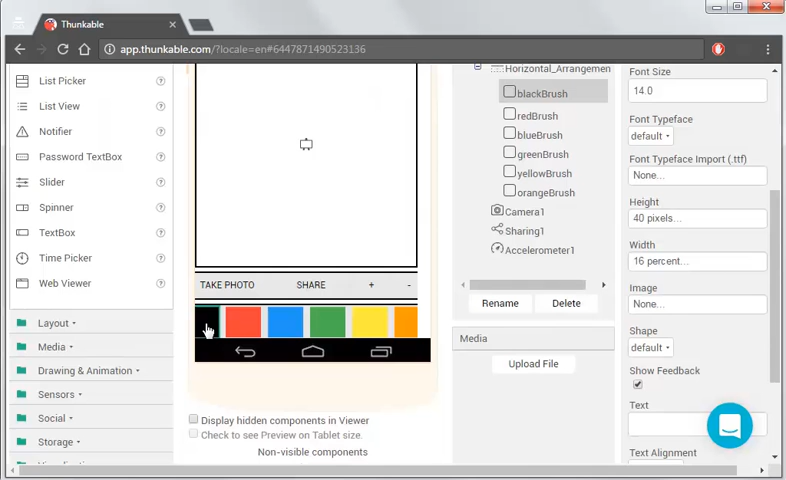 Thunkable
app.thunkable.com/?locale=en#6447871490523136
List Picker
List View
Notifier
Password TextBox
Slider
Spinner
TextBox
Time Picker
Web Viewer
Layout
Media
Drawing & Animation
Sensors
Social
Storage
TAKE PHOTO SHARE + -
Display hidden components in Viewer
Check to see Preview on Tablet size.
Non-visible components
Horizontal_Arrangemen
blackBrush
redBrush
blueBrush
greenBrush
yellowBrush
orangeBrush
Camera1
Sharing1
Accelerometer1
Rename Delete
Media
Upload File
Font Size
14.0
Font Typeface
default
Font Typeface Import (.ttf)
None...
Height
40 pixels...
Width
16 percent...
Image
None...
Shape
default
Show Feedback
Text
Text Alignment